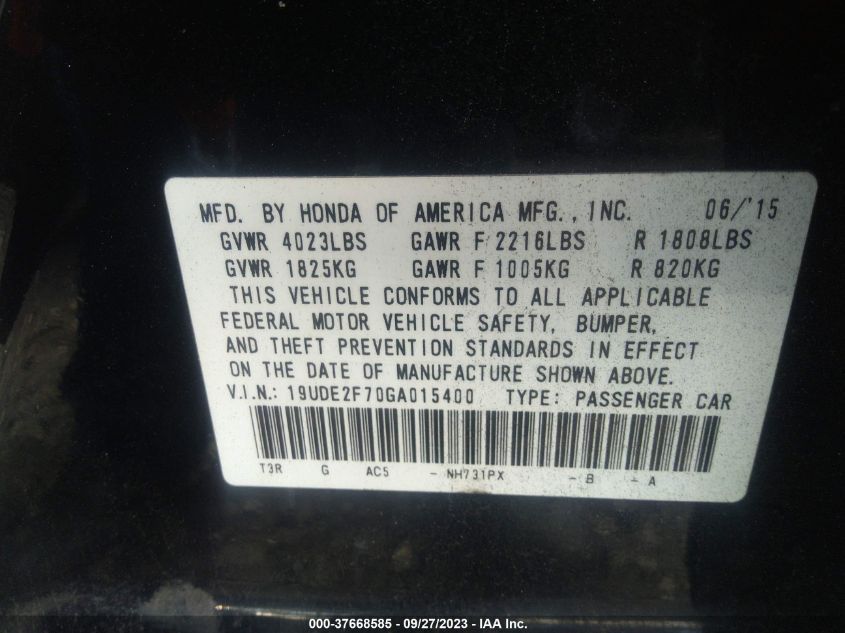 MFD. BY HONDA OF AMERICA MFG., INC. 06/'15
GVWR 4023LBS GAWR F 2216LBS R 1808LBS
GVWR 1825KG GAWR F 1005KG R 820KG
THIS VEHICLE CONFORMS TO ALL APPLICABLE
FEDERAL MOTOR VEHICLE SAFETY, BUMPER,
AND THEFT PREVENTION STANDARDS IN EFFECT
ON THE DATE OF MANUFACTURE SHOWN ABOVE.
V.I.N.: 19UDE2F70GA015400 TYPE: PASSENGER CAR
T3R G AC5 - NH731PX - B - A
000-37668585 - 09/27/2023 - IAA Inc.